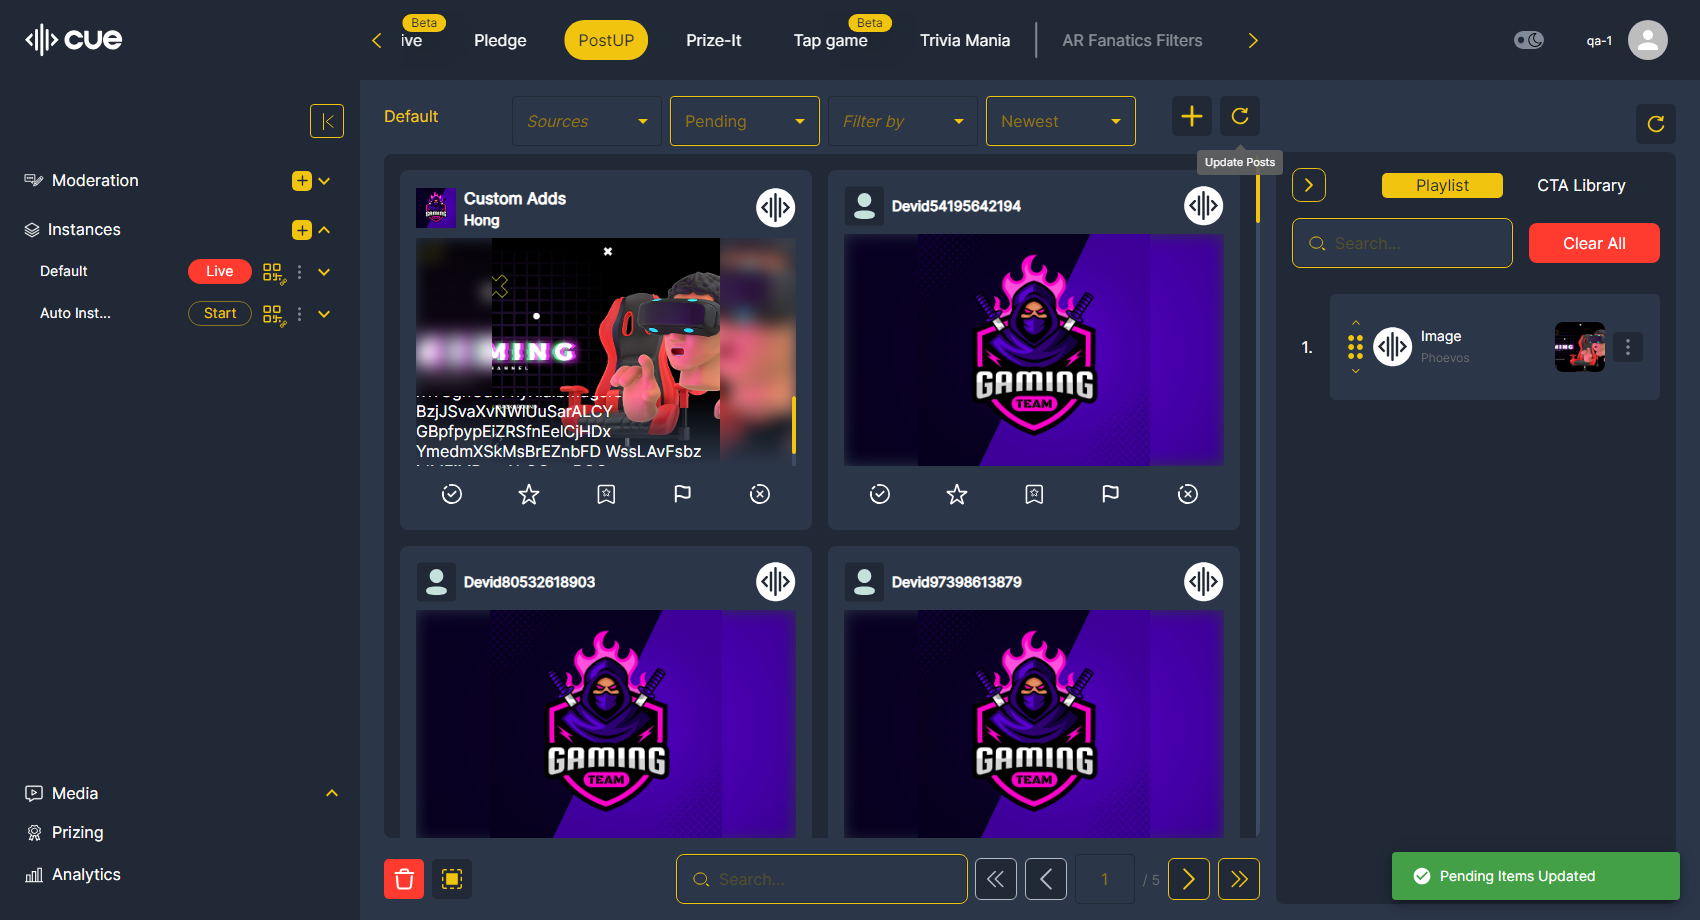 cue
Beta
Beta
ive
Pledge
PostUP
Prize-It
Tap game
Trivia Mania
AR Fanatics Filters
qa-1
Default
Sources
Pending
Filter by
Newest
Update Posts
Moderation
Instances
Default
Live
Auto Inst...
Start
Media
Prizing
Analytics
Custom Adds
Hong
MING
BzjJSvaXvNWlUuSarALCY
GBpfpypEiZRSfnEelCjHDx
YmedmXSkMsBrEZnbFD WssLAvFsbz
Devid54195642194
GAMING
TEAM
Devid80532618903
GAMING
TEAM
Devid97398613879
GAMING
TEAM
Search...
1
/ 5
Playlist
CTA Library
Search...
Clear All
1.
Image
Phoevos
Pending Items Updated